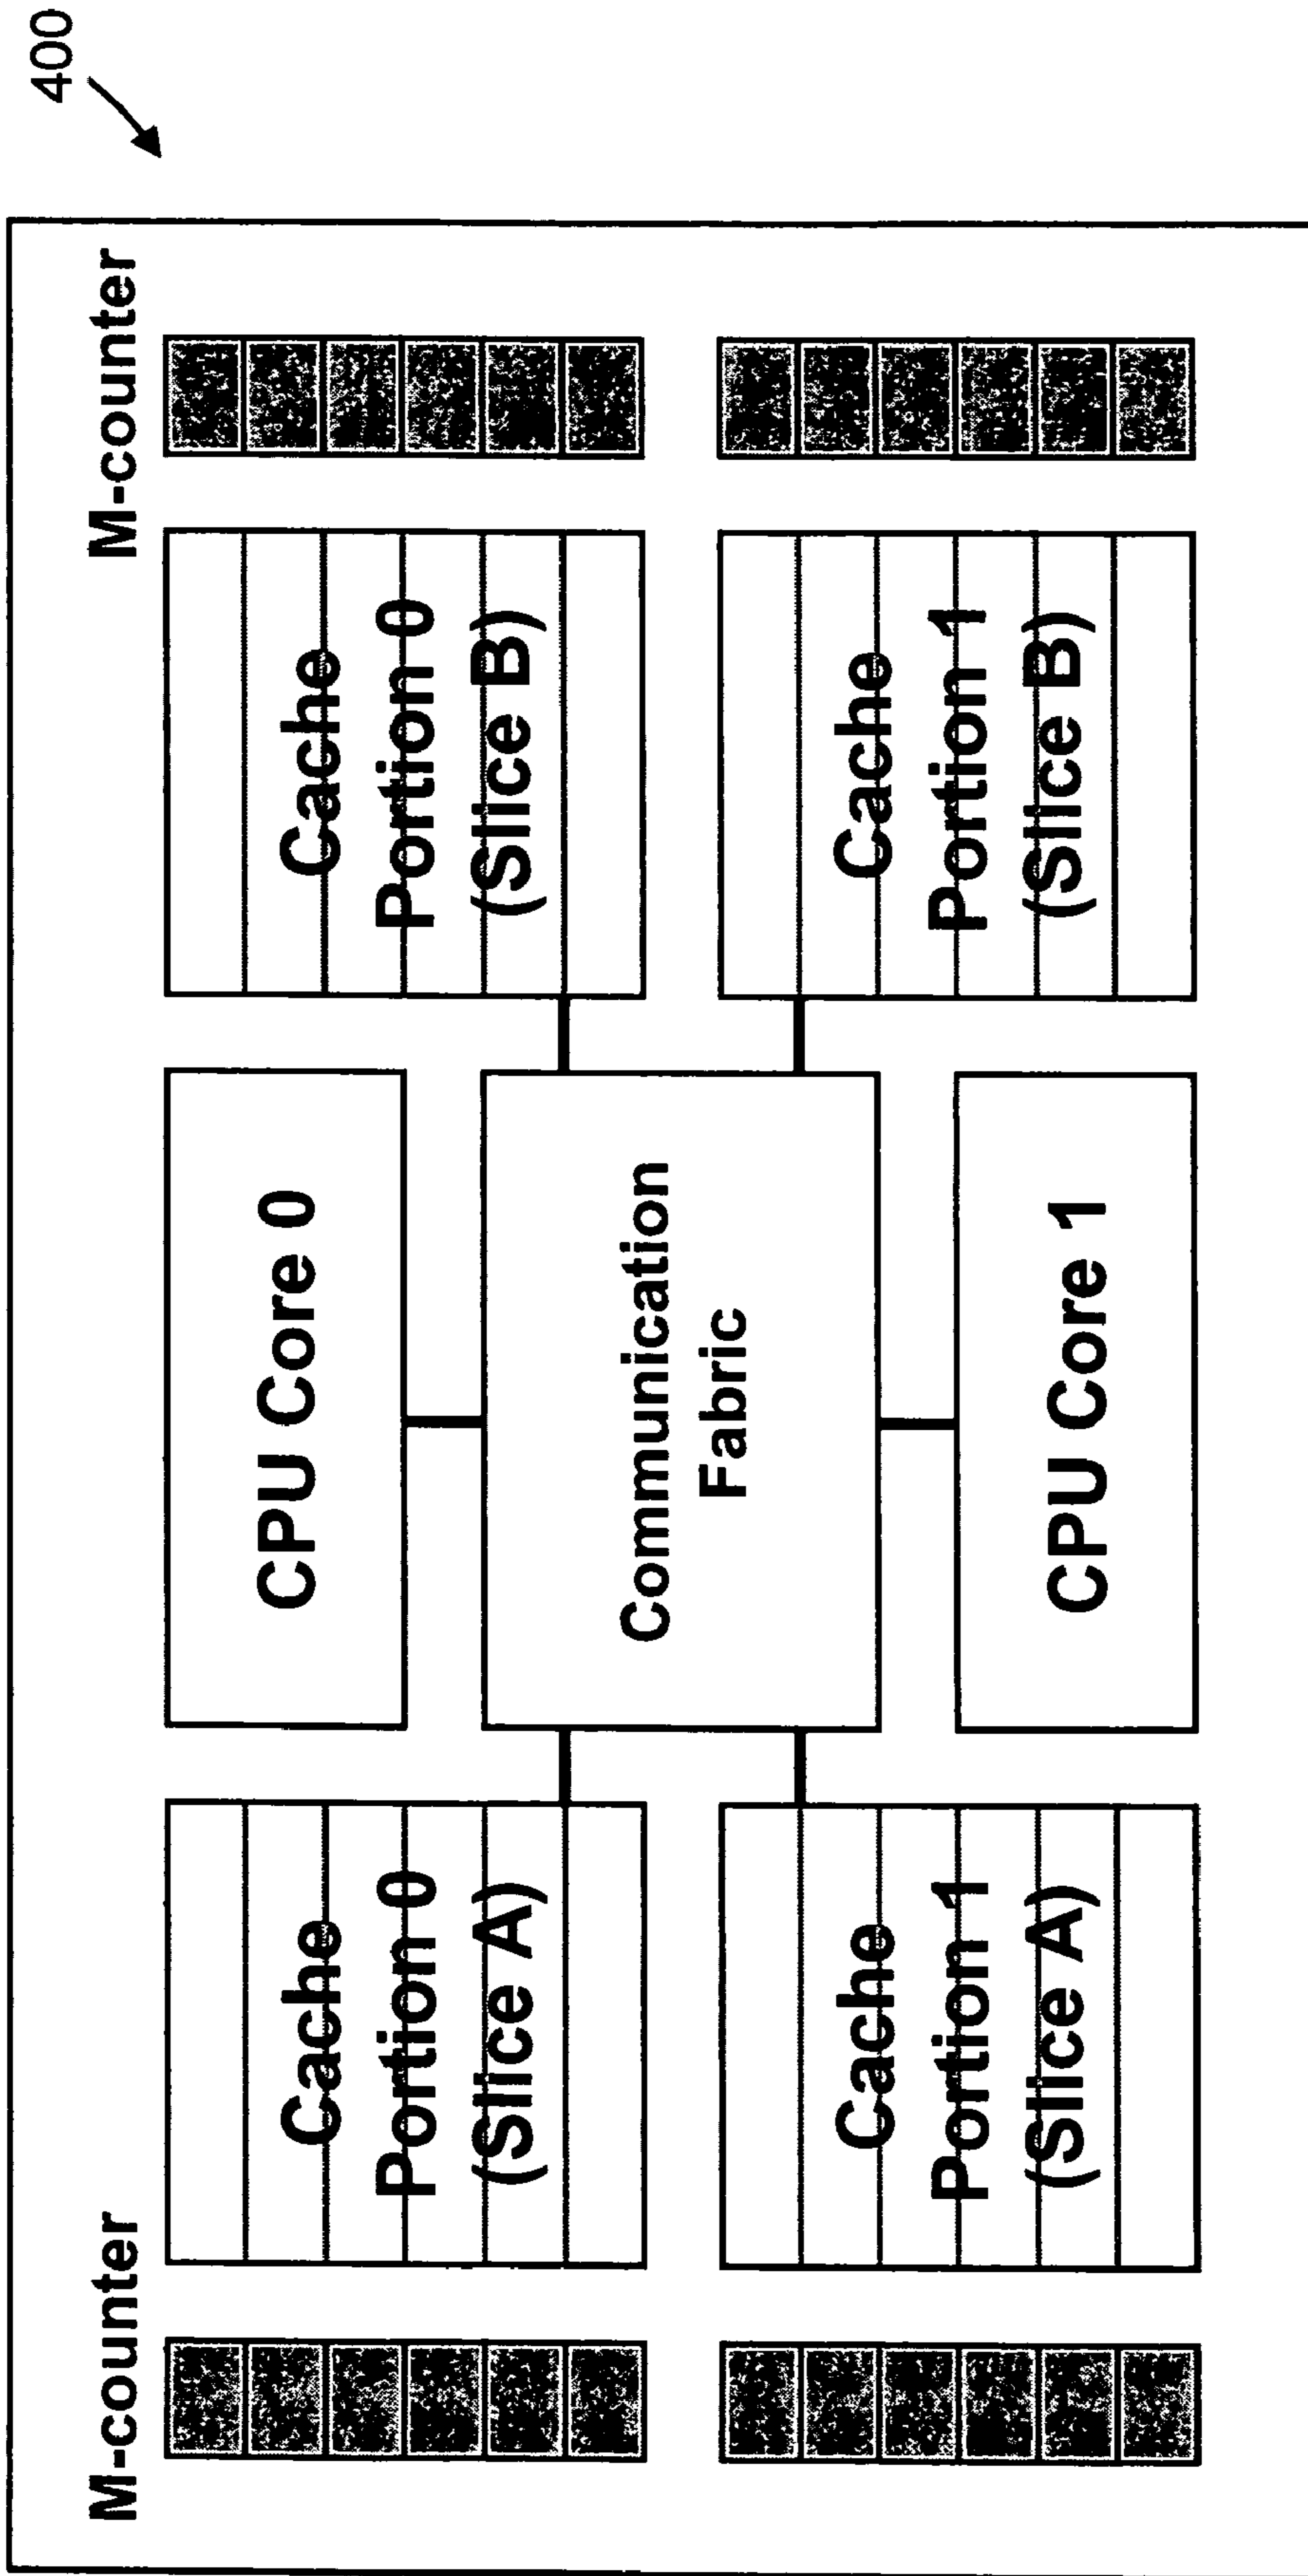 400
M-counter
M-counter
Cache
Portion 0
(Slice A)
CPU Core 0
Cache
Portion 0
(Slice B)
Communication
Fabric
Cache
Portion 1
(Slice A)
CPU Core 1
Cache
Portion 1
(Slice B)